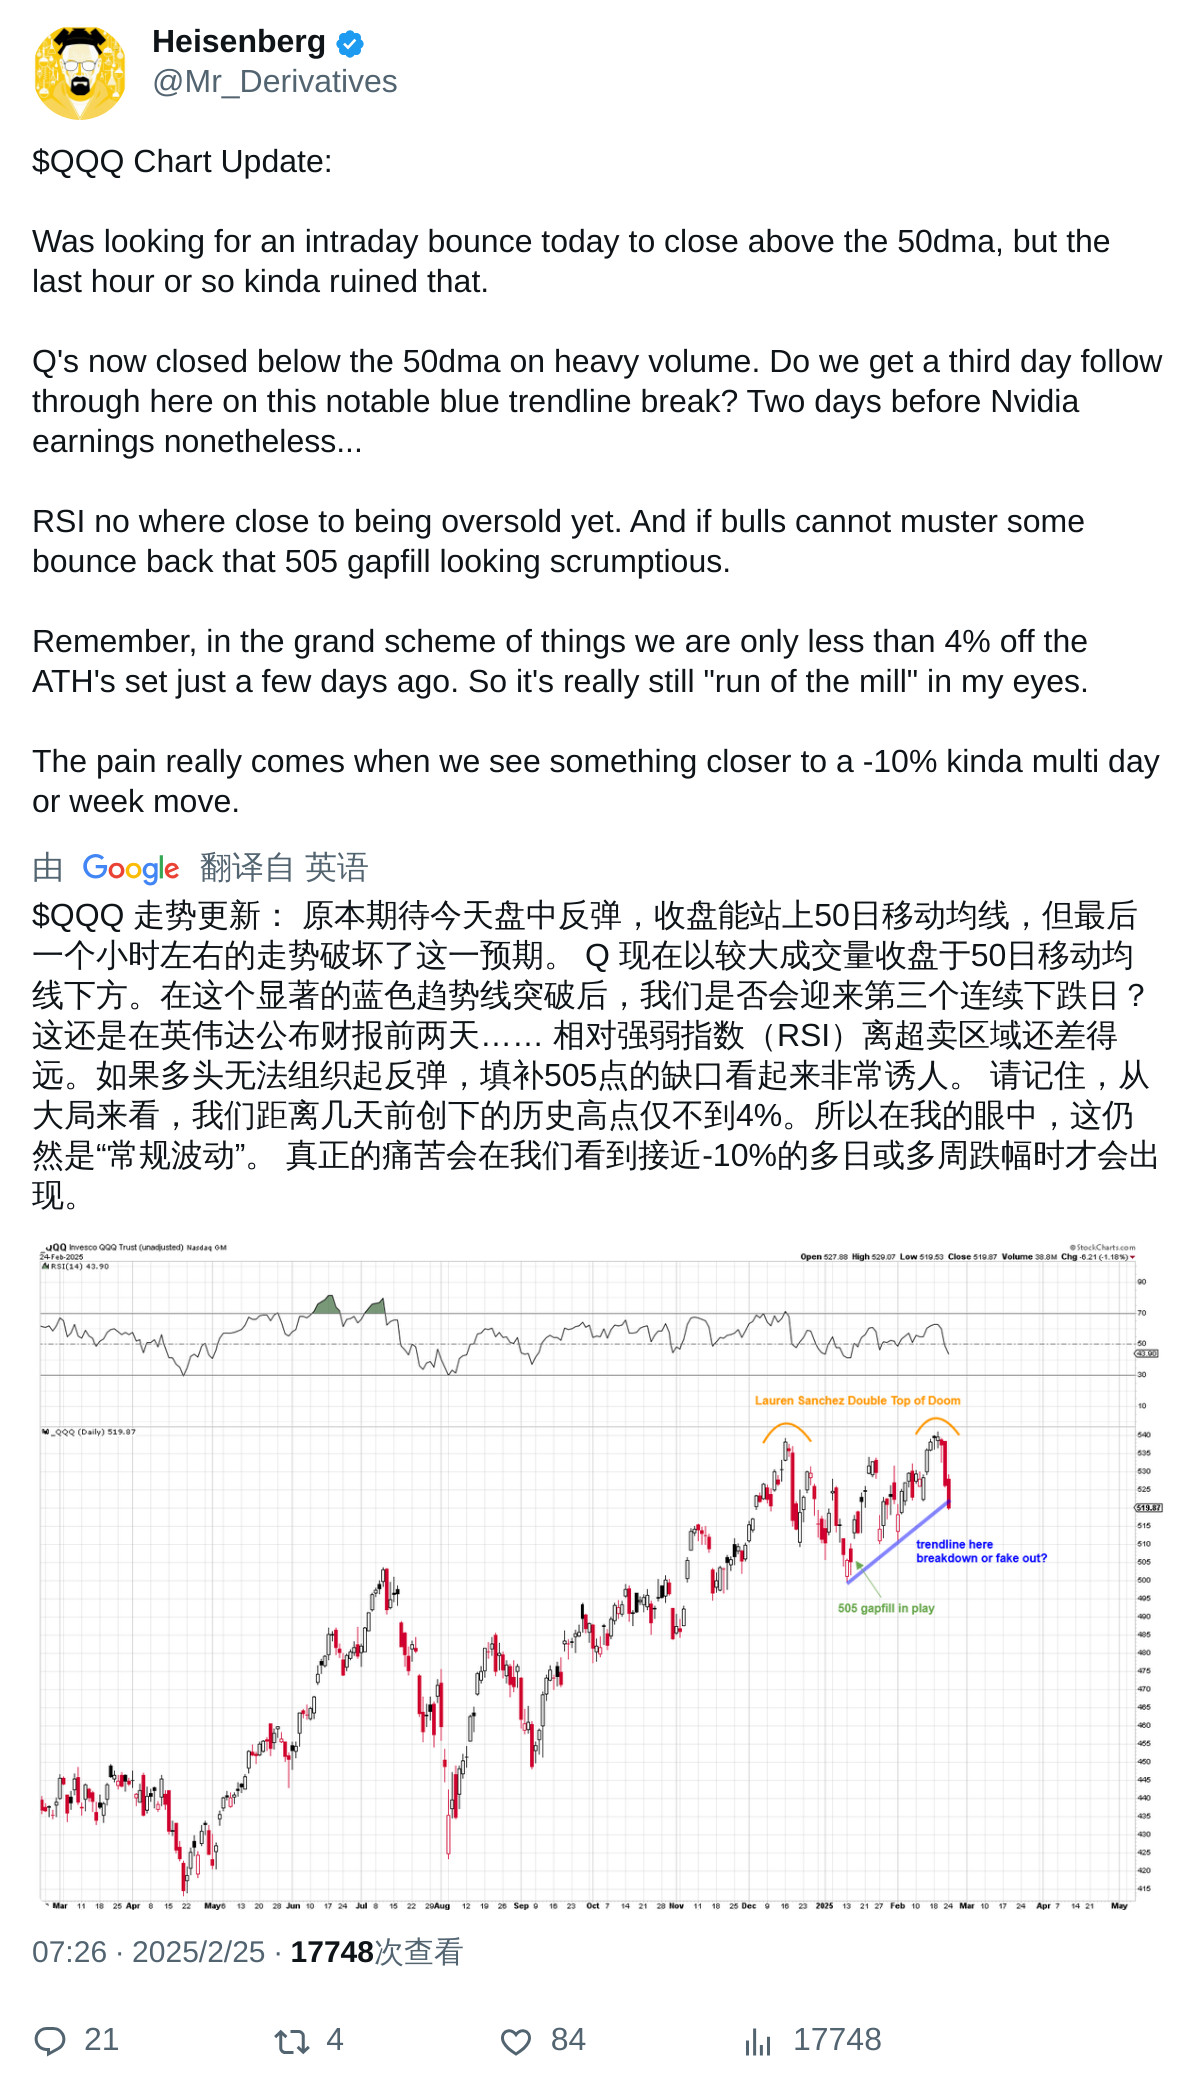 Heisenberg
@Mr_Derivatives
$QQQ Chart Update:
Was looking for an intraday bounce today to close above the 50dma, but the
last hour or so kinda ruined that.
Q's now closed below the 50dma on heavy volume. Do we get a third day follow
through here on this notable blue trendline break? Two days before Nvidia
earnings nonetheless...
RSI no where close to being oversold yet. And if bulls cannot muster some
bounce back that 505 gapfill looking scrumptious.
Remember, in the grand scheme of things we are only less than 4% off the
ATH's set just a few days ago. So it's really still "run of the mill" in my eyes.
The pain really comes when we see something closer to a -10% kinda multi day
or week move.
由 Google 翻译自 英语
$QQQ 走势更新： 原本期待今天盘中反弹，收盘能站上50日移动均线，但最后
一个小时左右的走势破坏了这一预期。 Q 现在以较大成交量收盘于50日移动均
线下方。在这个显著的蓝色趋势线突破后，我们是否会迎来第三个连续下跌日？
这还是在英伟达公布财报前两天…… 相对强弱指数（RSI）离超卖区域还差得
远。如果多头无法组织起反弹，填补505点的缺口看起来非常诱人。 请记住，从
大局来看，我们距离几天前创下的历史高点仅不到4%。所以在我的眼中，这仍
然是“常规波动”。 真正的痛苦会在我们看到接近-10%的多日或多周跌幅时才会出
现。
QQQ Invesco QQQ Trust (unadjusted) Nasdaq GM
© StockCharts.com
24-Feb-2025
Open 527.88 High 529.07 Low 519.53 Close 519.87 Volume 38.8M Chg -6.21 (-1.18%)
RSI(14) 43.90
90
70
50
43.90
30
10
Lauren Sanchez Double Top of Doom
_QQQ (Daily) 519.87
540
535
530
525
519.87
515
510
505
500
495
490
485
480
475
470
465
460
455
450
445
440
435
430
425
420
415
trendline here
breakdown or fake out?
505 gapfill in play
Mar 11 18 25 Apr 8 15 22 May 6 13 20 28 Jun 10 17 24 Jul 8 15 22 29 Aug 12 19 26 Sep 9 16 23 Oct 7 14 21 28 Nov 11 18 25 Dec 9 16 23 2025 13 21 27 Feb 10 18 24 Mar 10 17 24 Apr 7 14 21 May
07:26 · 2025/2/25 · 17748次查看
21 4 84 17748